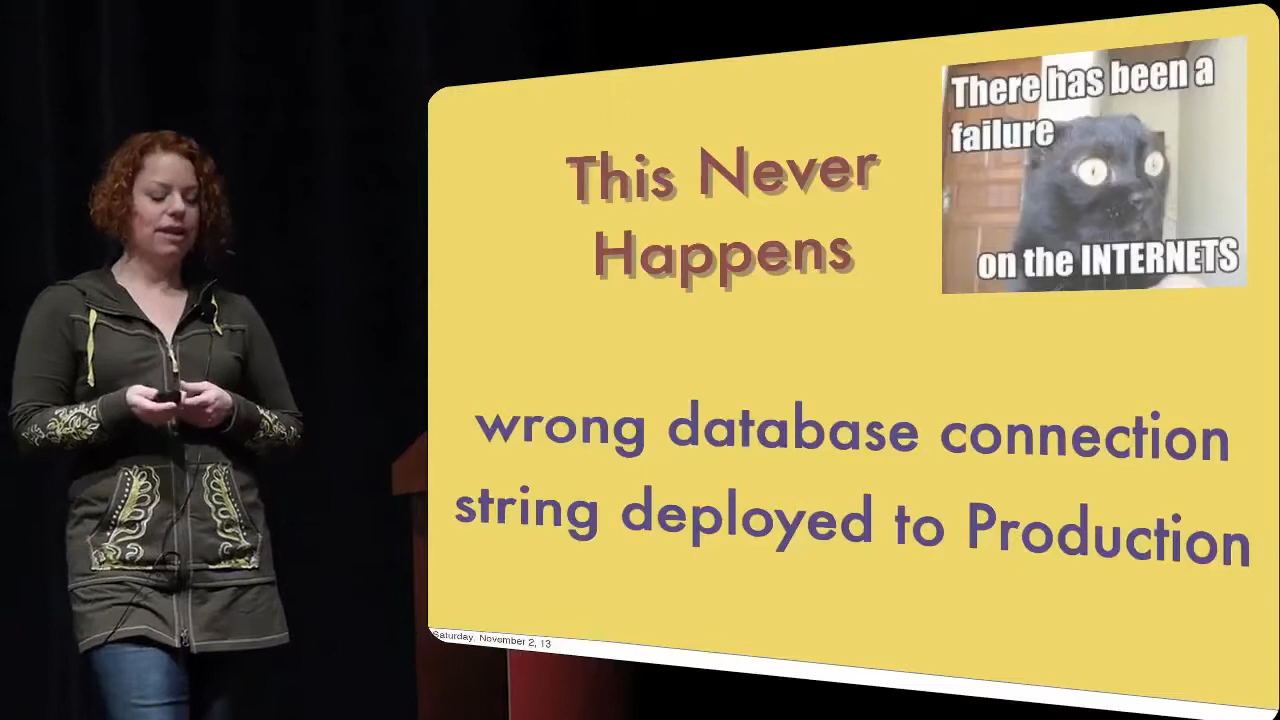 This Never
Happens
There has been a
failure
on the INTERNETS
wrong database connection
string deployed to Production
Saturday, November 2, 13